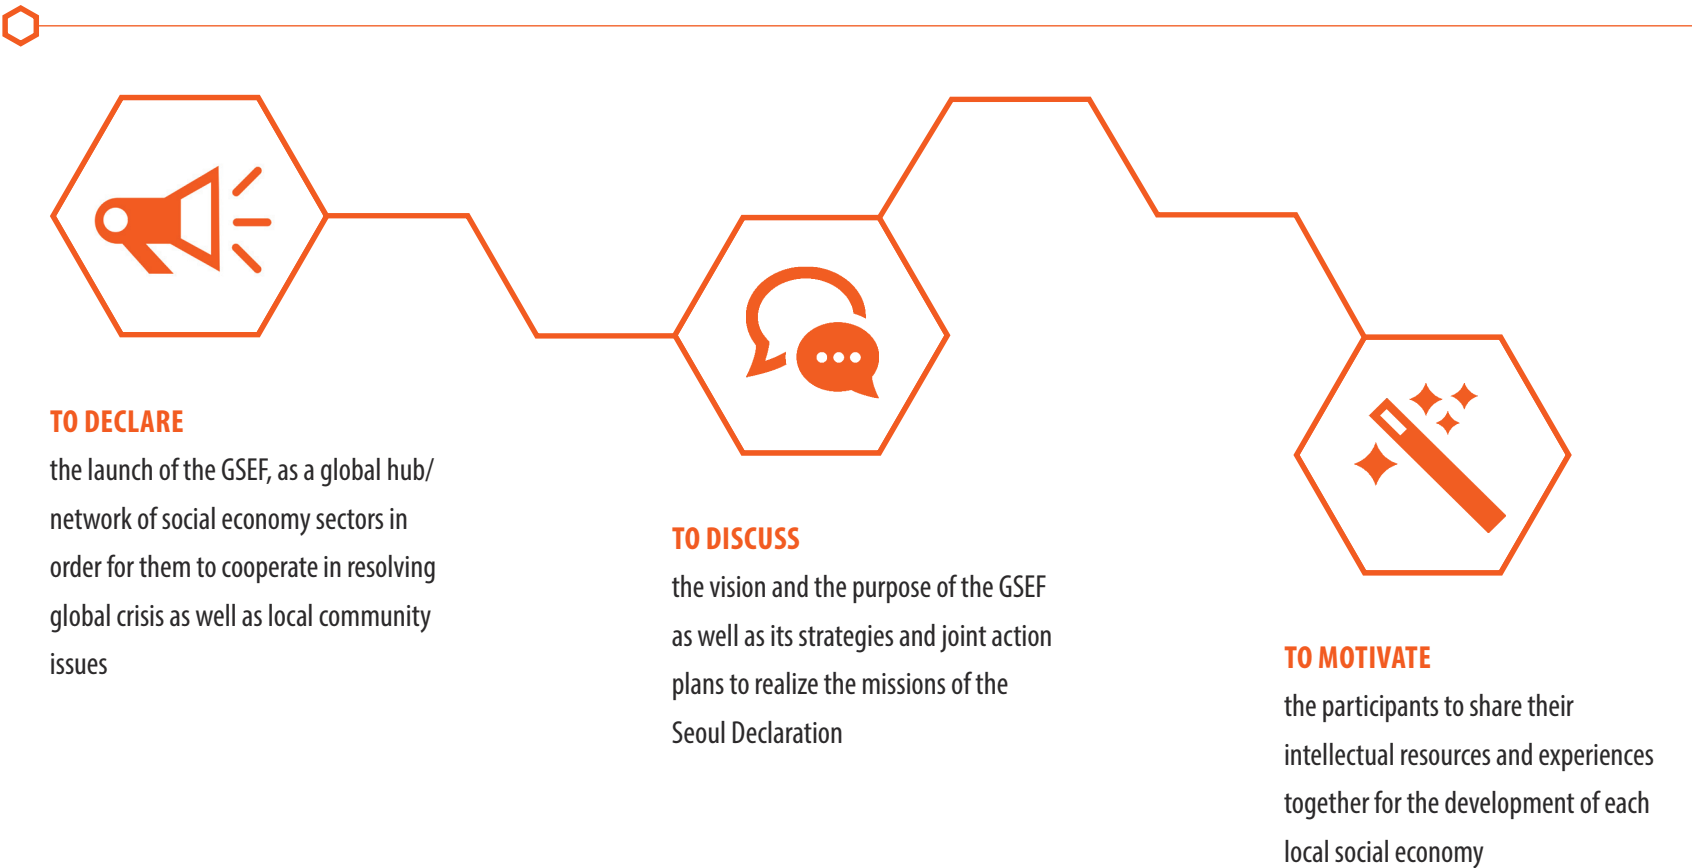 TO DECLARE
the launch of the GSEF, as a global hub/
network of social economy sectors in
order for them to cooperate in resolving
global crisis as well as local community
issues
TO DISCUSS
the vision and the purpose of the GSEF
as well as its strategies and joint action
plans to realize the missions of the
Seoul Declaration
TO MOTIVATE
the participants to share their
intellectual resources and experiences
together for the development of each
local social economy